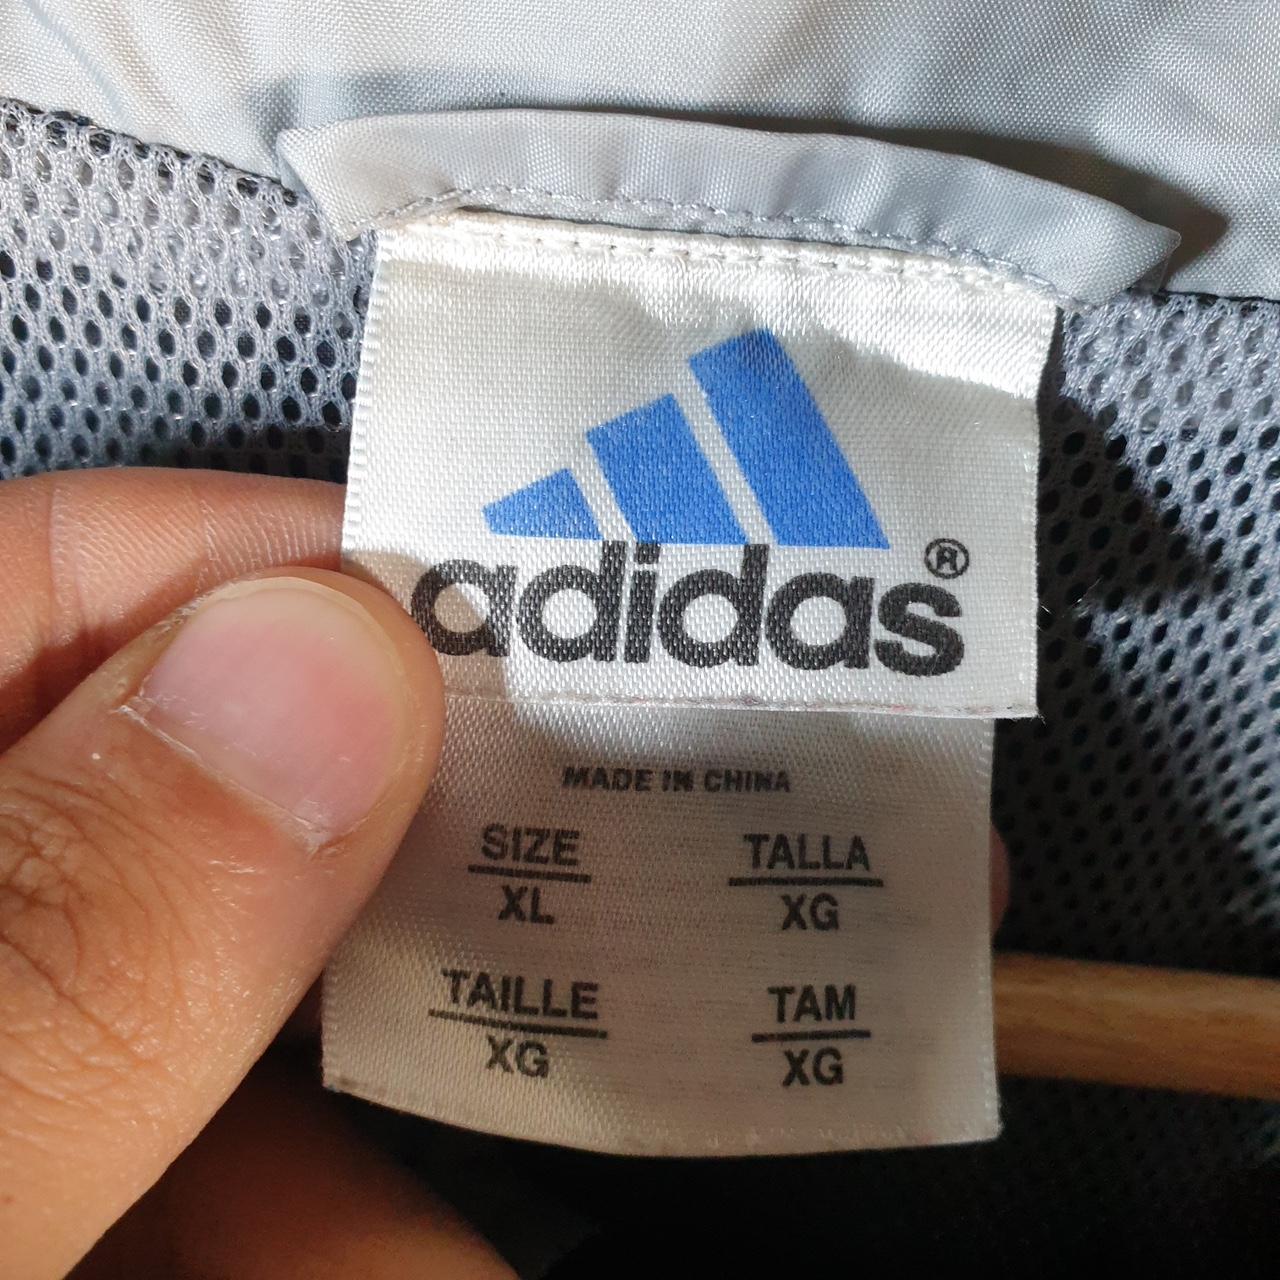 adidas®
MADE IN CHINA
SIZE TALLA
XL XG
TAILLE TAM
XG XG